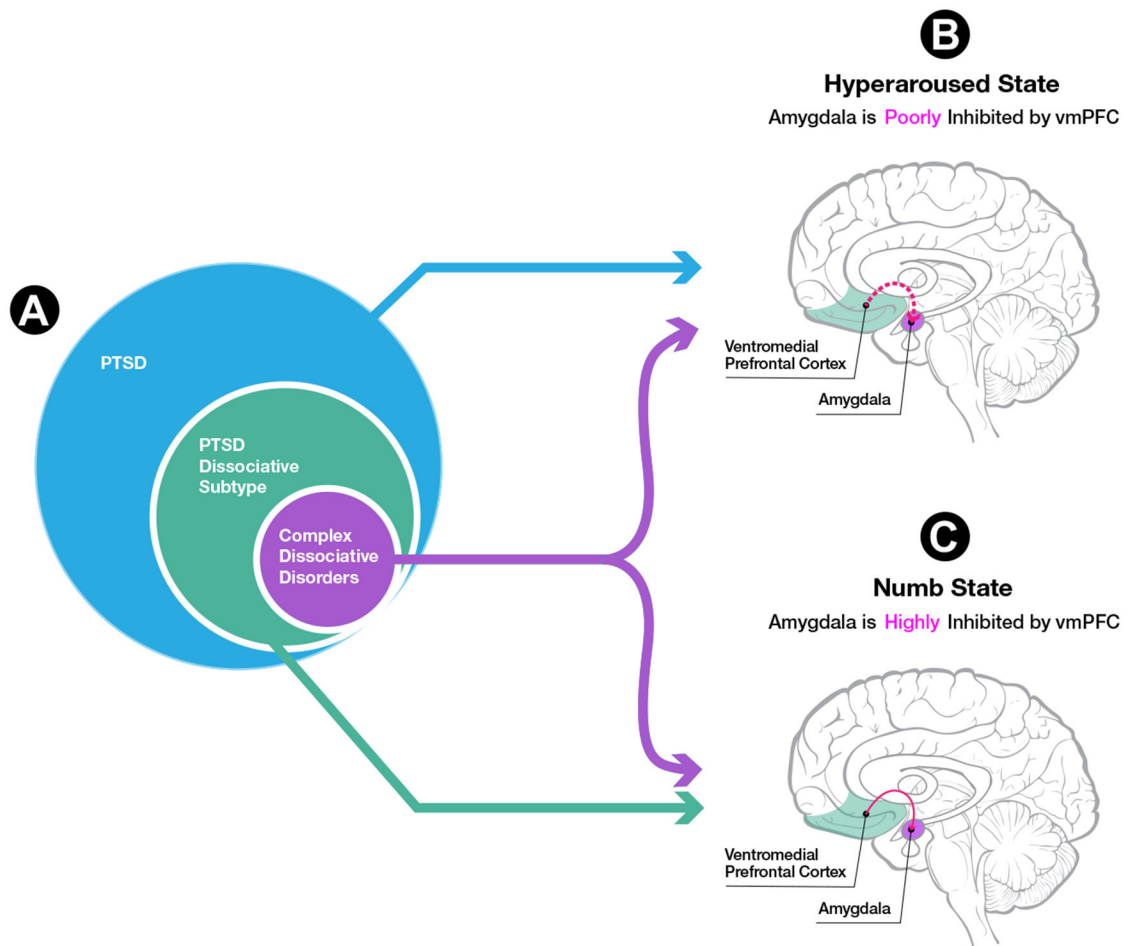 A
PTSD
PTSD
Dissociative
Subtype
Complex
Dissociative
Disorders
B
Hyperaroused State
Amygdala is Poorly Inhibited by vmPFC
Ventromedial
Prefrontal Cortex
Amygdala
C
Numb State
Amygdala is Highly Inhibited by vmPFC
Ventromedial
Prefrontal Cortex
Amygdala